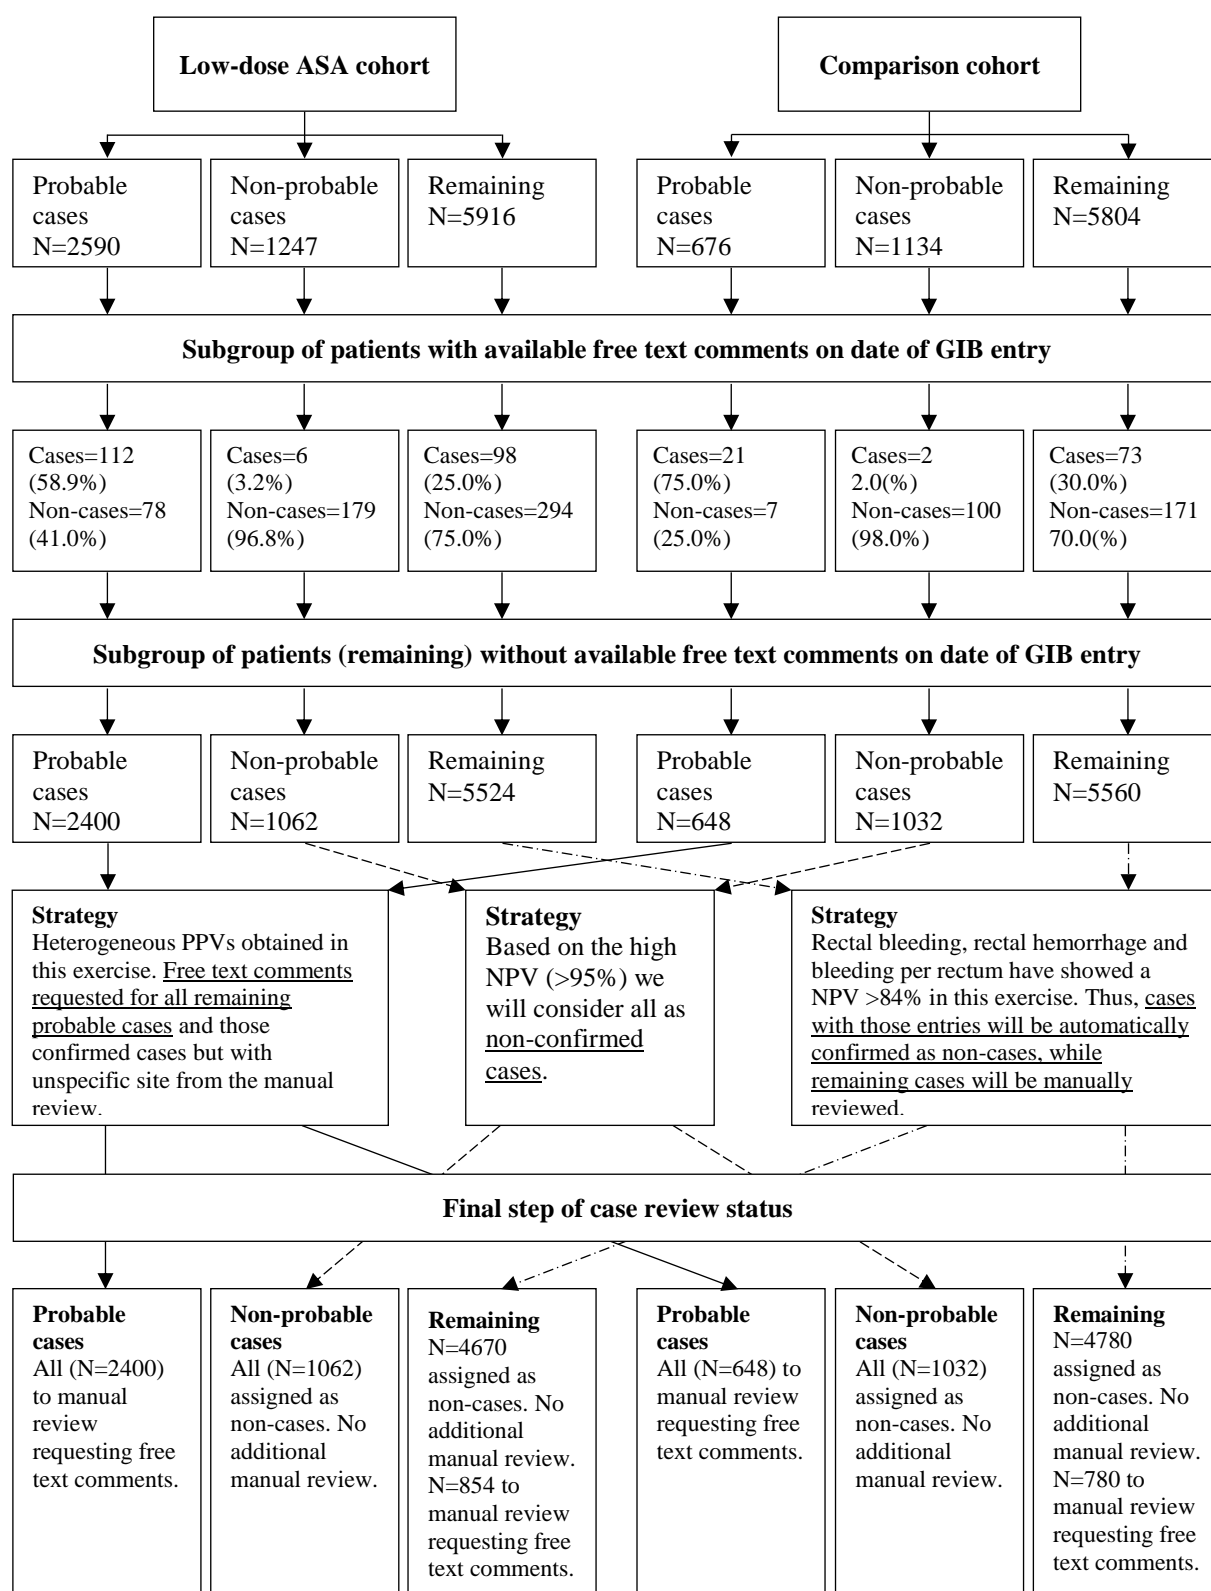 Low-dose ASA cohort
Comparison cohort
Probable
cases
N=2590
Non-probable
cases
N=1247
Remaining
N=5916
Probable
cases
N=676
Non-probable
cases
N=1134
Remaining
N=5804
Subgroup of patients with available free text comments on date of GIB entry
Cases=112
(58.9%)
Non-cases=78
(41.0%)
Cases=6
(3.2%)
Non-cases=179
(96.8%)
Cases=98
(25.0%)
Non-cases=294
(75.0%)
Cases=21
(75.0%)
Non-cases=7
(25.0%)
Cases=2
2.0(%)
Non-cases=100
(98.0%)
Cases=73
(30.0%)
Non-cases=171
70.0(%)
Subgroup of patients (remaining) without available free text comments on date of GIB entry
Probable
cases
N=2400
Non-probable
cases
N=1062
Remaining
N=5524
Probable
cases
N=648
Non-probable
cases
N=1032
Remaining
N=5560
Strategy
Heterogeneous PPVs obtained in
this exercise. Free text comments
requested for all remaining
probable cases and those
confirmed cases but with
unspecific site from the manual
review.
Strategy
Based on the high
NPV (>95%) we
will consider all as
non-confirmed
cases.
Strategy
Rectal bleeding, rectal hemorrhage and
bleeding per rectum have showed a
NPV >84% in this exercise. Thus, cases
with those entries will be automatically
confirmed as non-cases, while
remaining cases will be manually
reviewed.
Final step of case review status
Probable
cases
All (N=2400)
to manual
review
requesting free
text comments.
Non-probable
cases
All (N=1062)
assigned as
non-cases. No
additional
manual review.
Remaining
N=4670
assigned as
non-cases. No
additional
manual review.
N=854 to
manual review
requesting free
text comments.
Probable
cases
All (N=648) to
manual review
requesting free
text comments.
Non-probable
cases
All (N=1032)
assigned as
non-cases. No
additional
manual review.
Remaining
N=4780
assigned as
non-cases. No
additional
manual review.
N=780 to
manual review
requesting free
text comments.